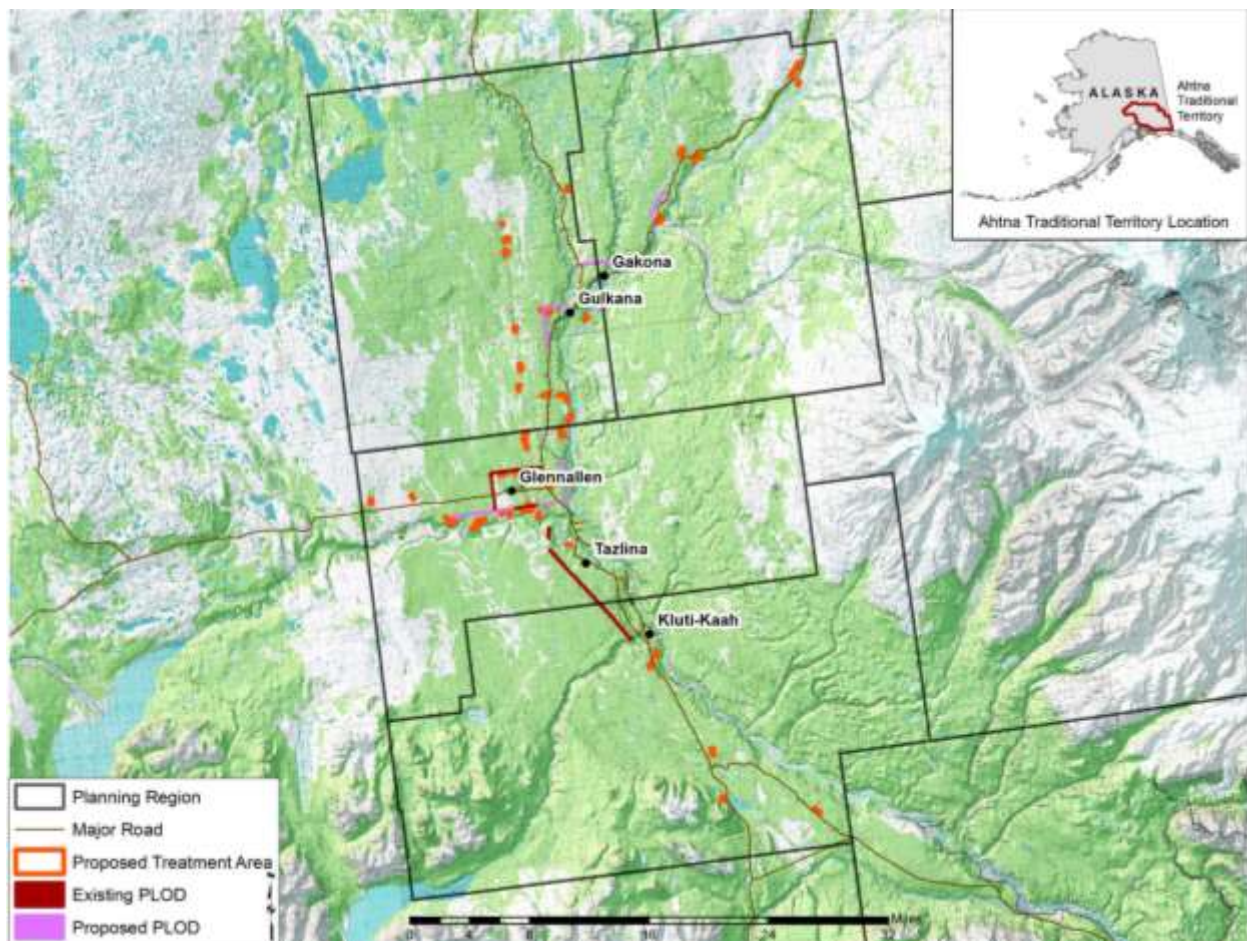 ALASKA
Ahtna
Traditional
Territory
Ahtna Traditional Territory Location
Gakona
Gulkana
Glennallen
Tazlina
Kluti-Kaah
Planning Region
Major Road
Proposed Treatment Area
Existing PLOD
Proposed PLOD
Miles
0 4 8 16 24 32